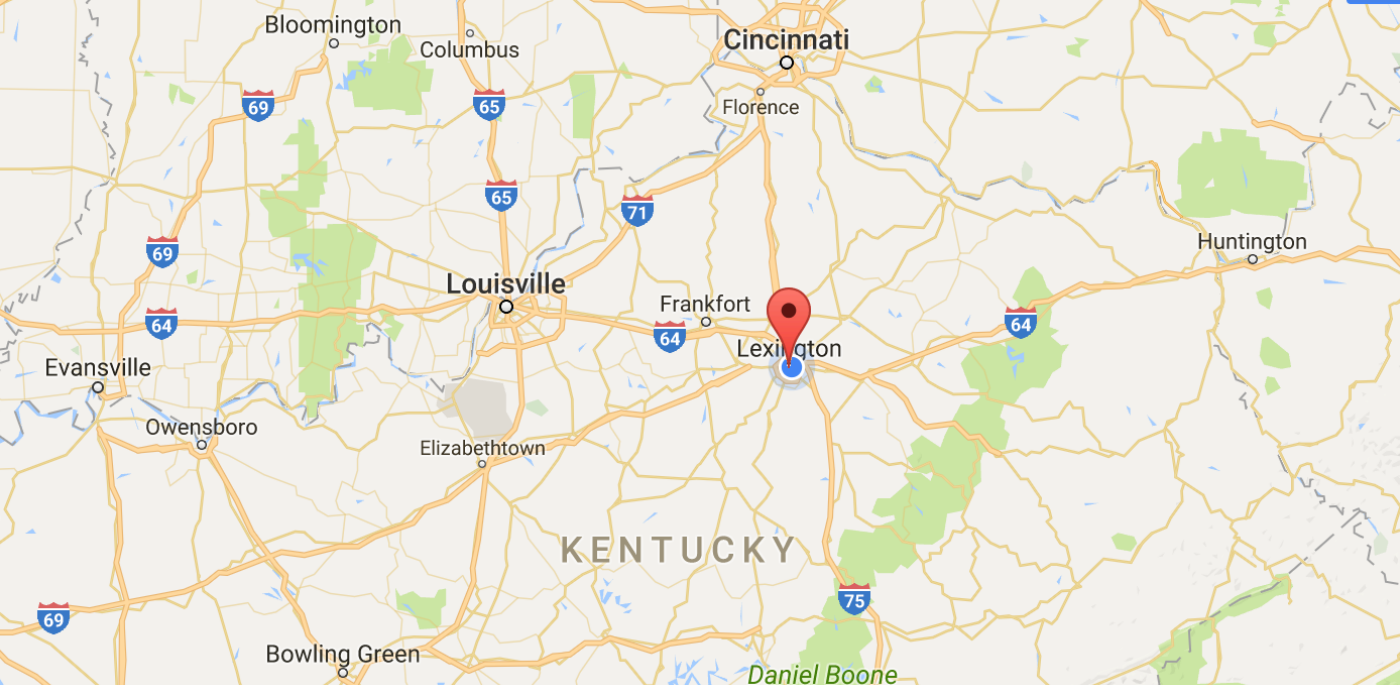 Bloomington
Columbus
Cincinnati
69
65
Florence
65
71
69
Huntington
Louisville
Frankfort
64
64
64
Lexington
Evansville
Owensboro
Elizabethtown
KENTUCKY
75
69
Bowling Green
Daniel Boone